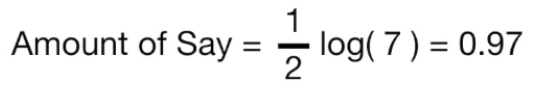 Amount of Say = 1/2 log( 7 ) = 0.97